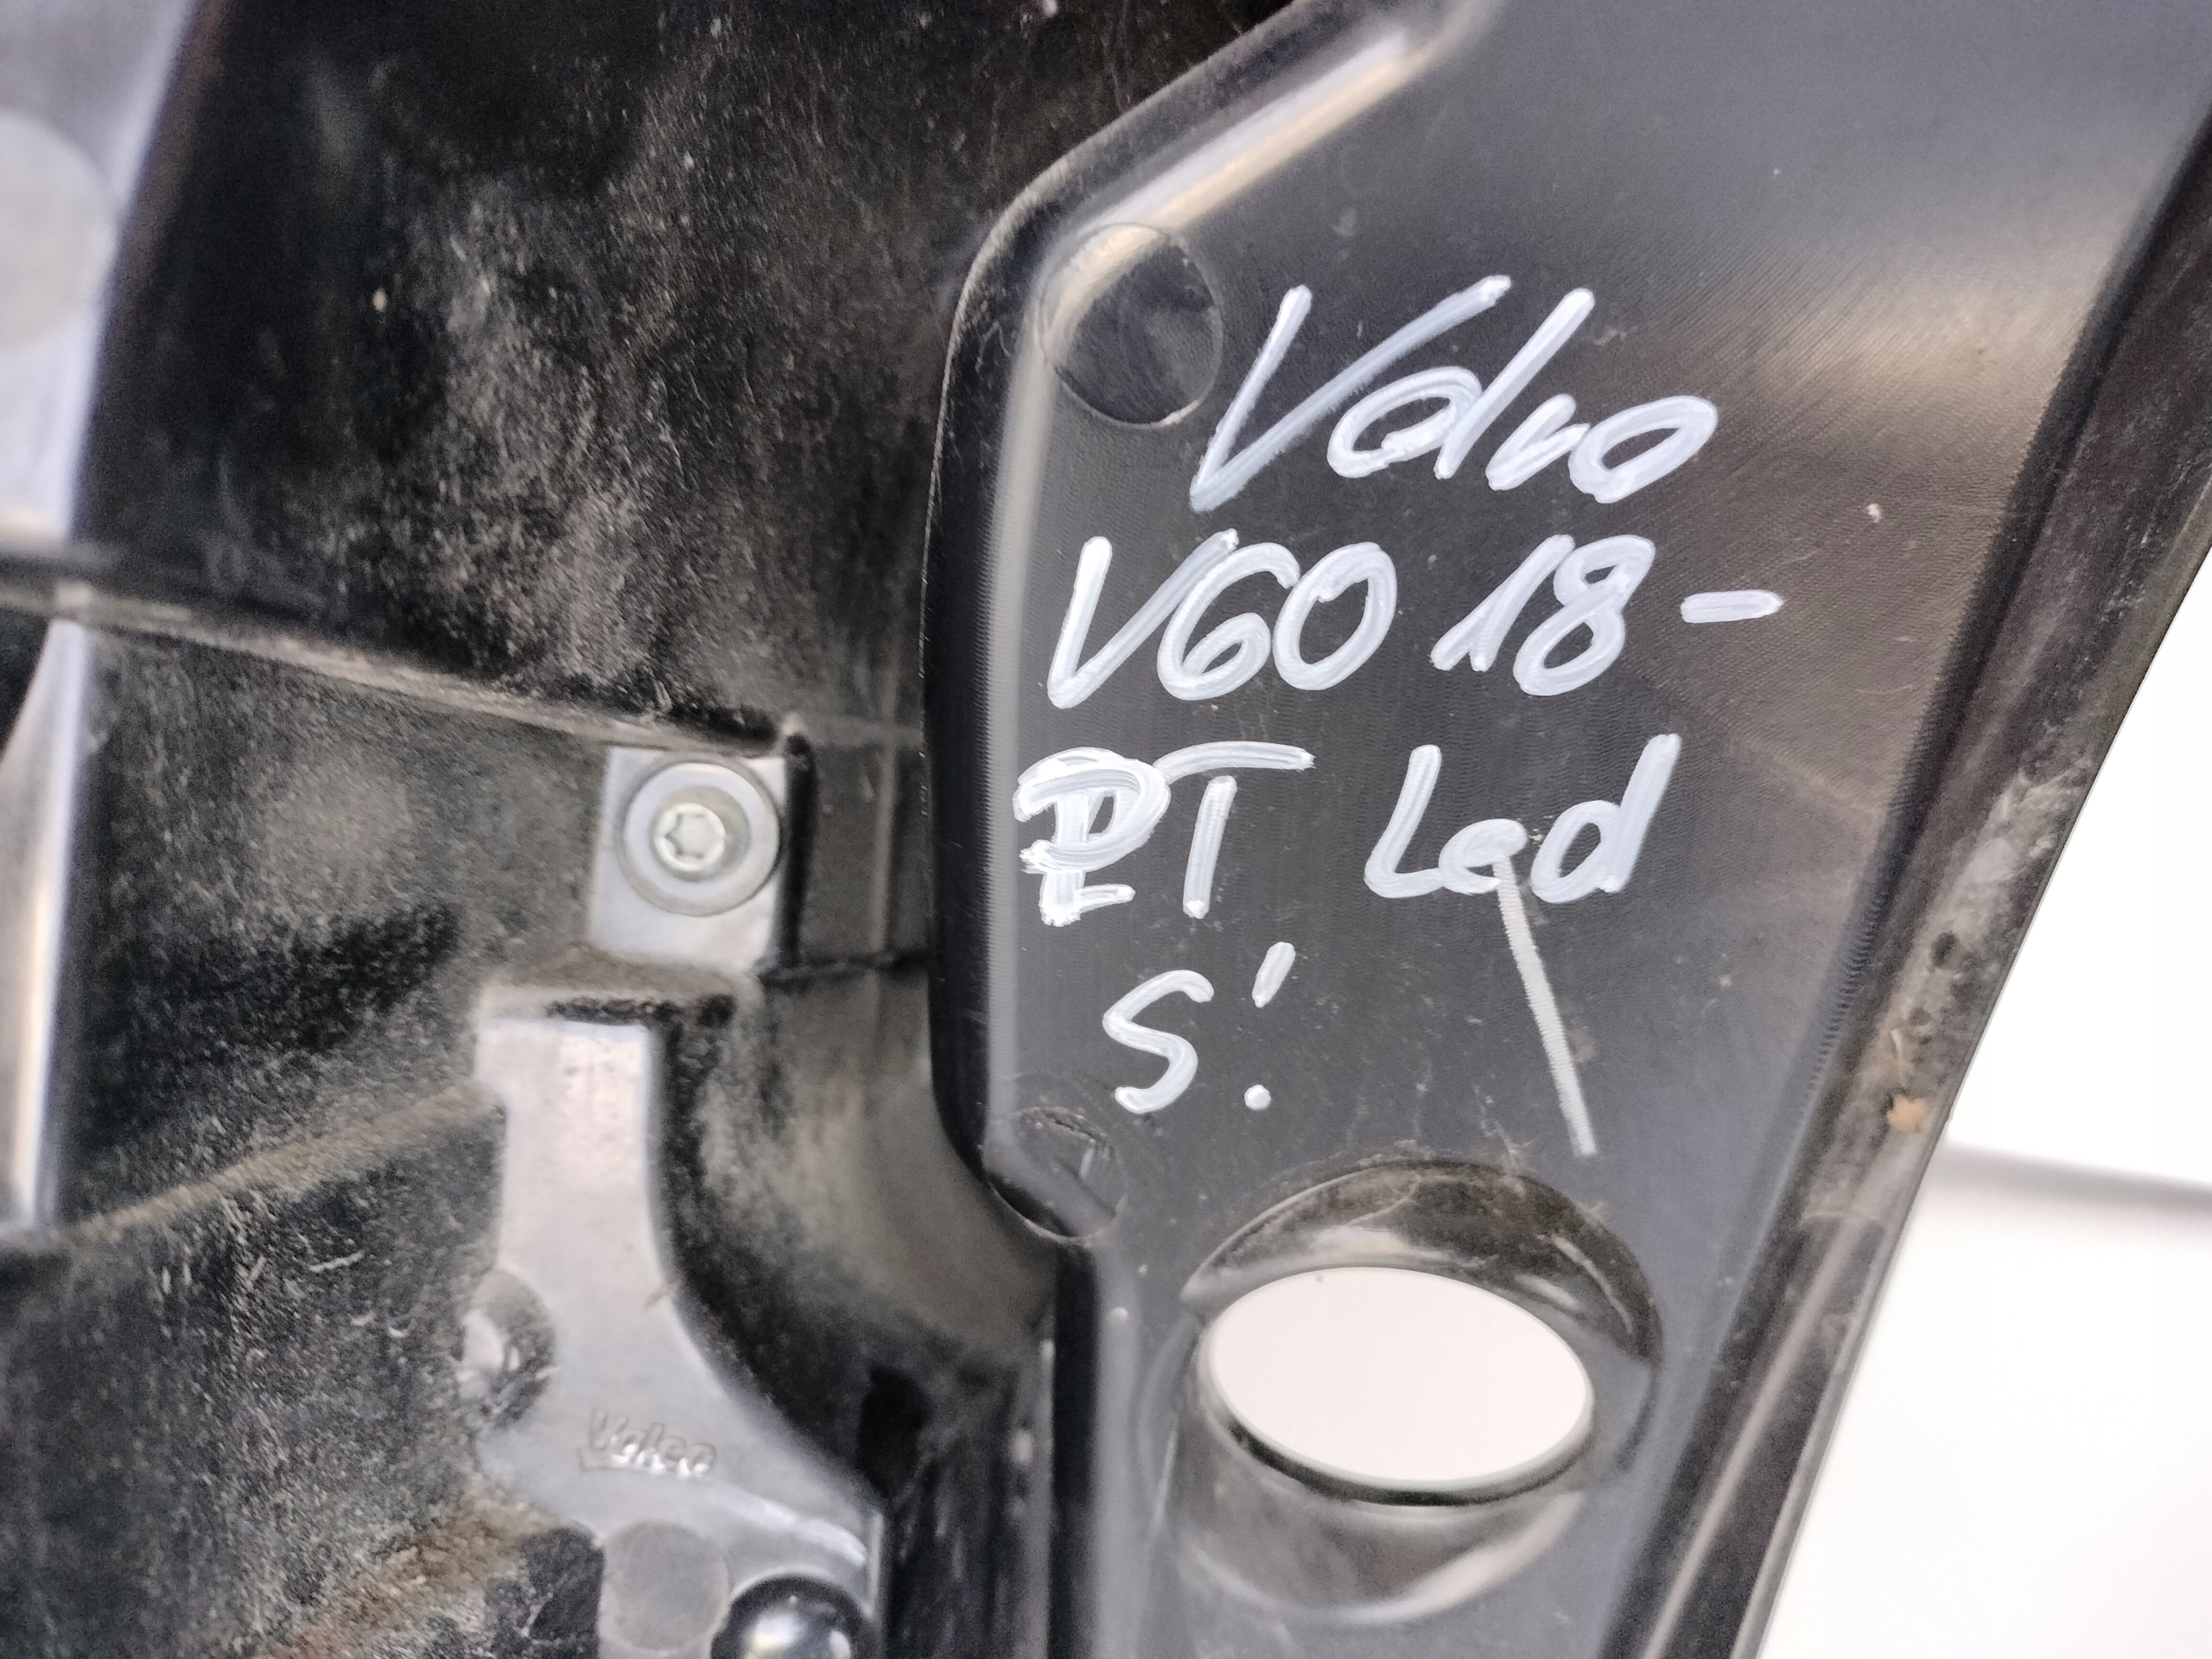 Volvo
V60 18-
PT Led
S!
Valeo